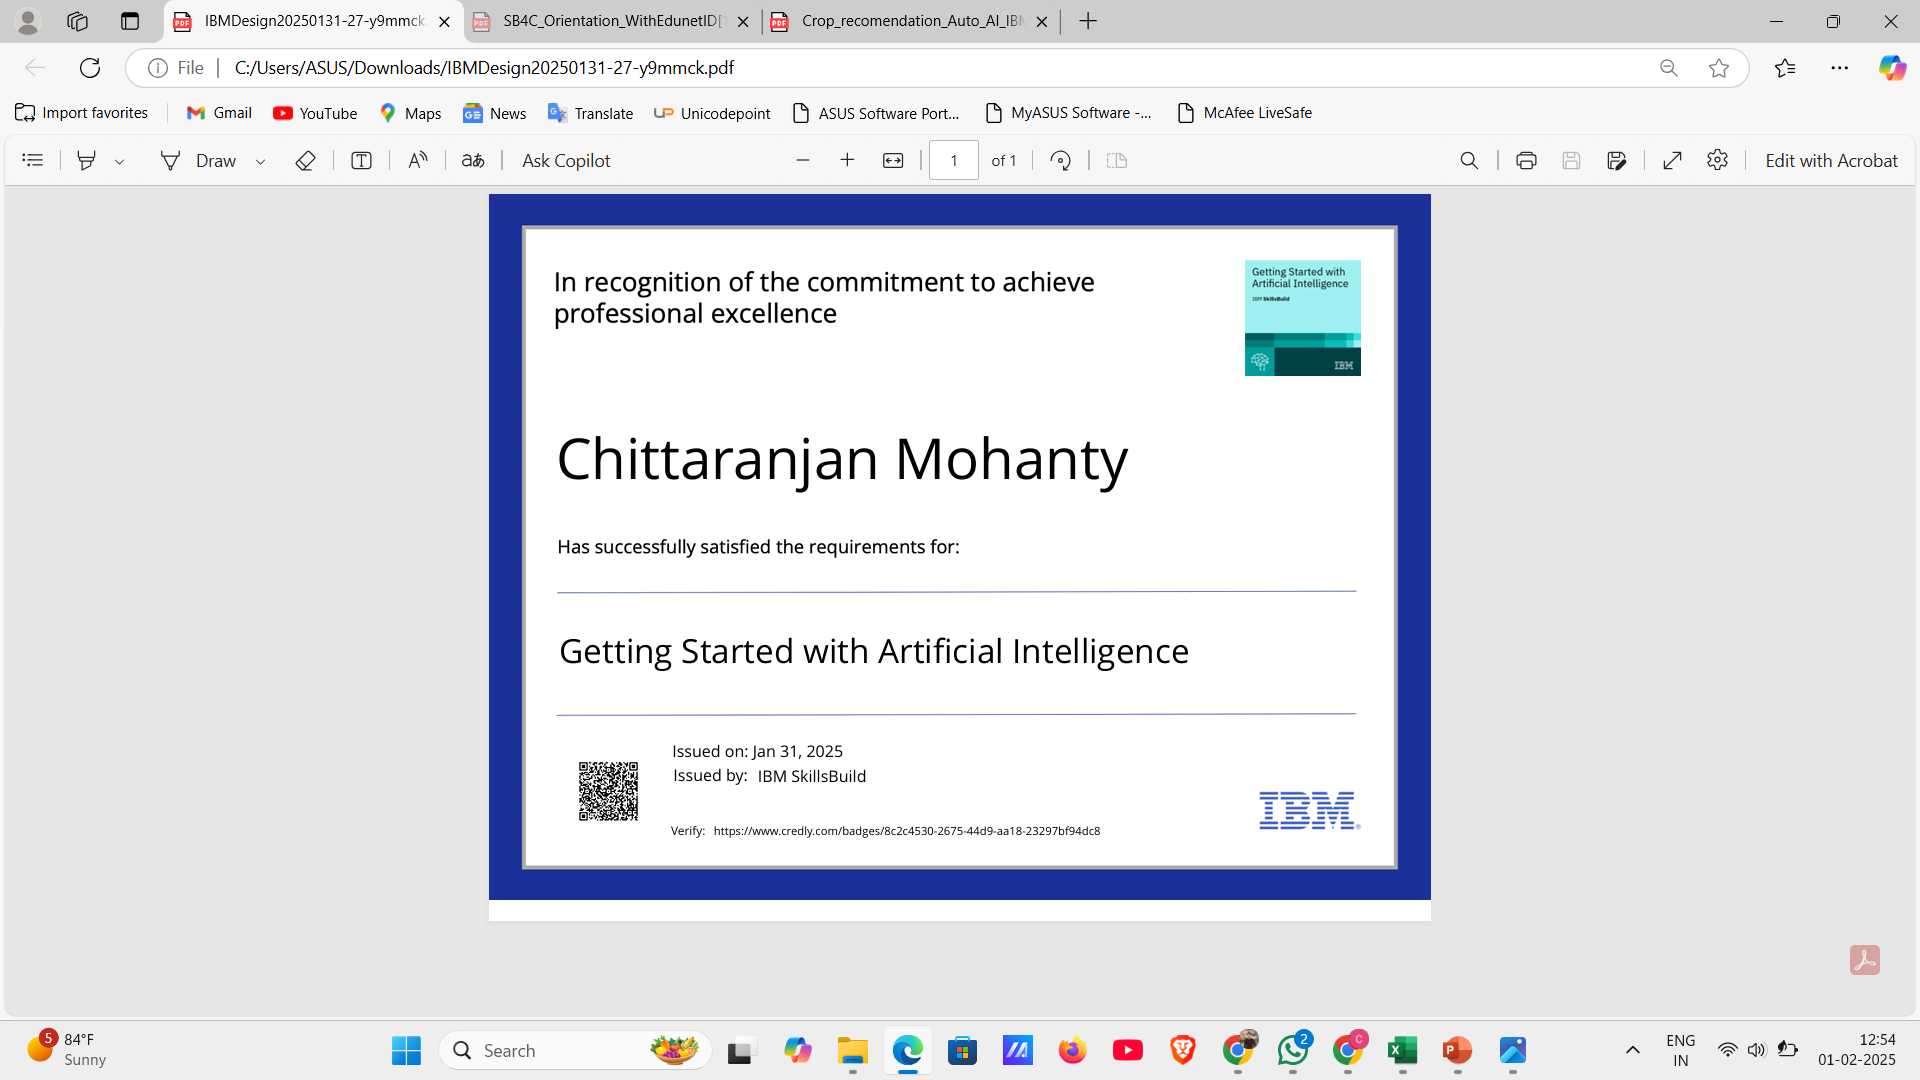 IBMDesign20250131-27-y9mmck.
SB4C_Orientation_WithEdunetID[
Crop_recomendation_Auto_AI_IBM
File
C:/Users/ASUS/Downloads/IBMDesign20250131-27-y9mmck.pdf
Import favorites
Gmail
YouTube
Maps
News
Translate
Unicodepoint
ASUS Software Port...
MyASUS Software -...
McAfee LiveSafe
Draw
Ask Copilot
1
of 1
Edit with Acrobat
In recognition of the commitment to achieve
professional excellence
Getting Started with
Artificial Intelligence
IBM SkillsBuild
IBM
Chittaranjan Mohanty
Has successfully satisfied the requirements for:
Getting Started with Artificial Intelligence
Issued on: Jan 31, 2025
Issued by: IBM SkillsBuild
Verify: https://www.credly.com/badges/8c2c4530-2675-44d9-aa18-23297bf94dc8
IBM
5
84°F
Sunny
Search
2
C
ENG
IN
12:54
01-02-2025